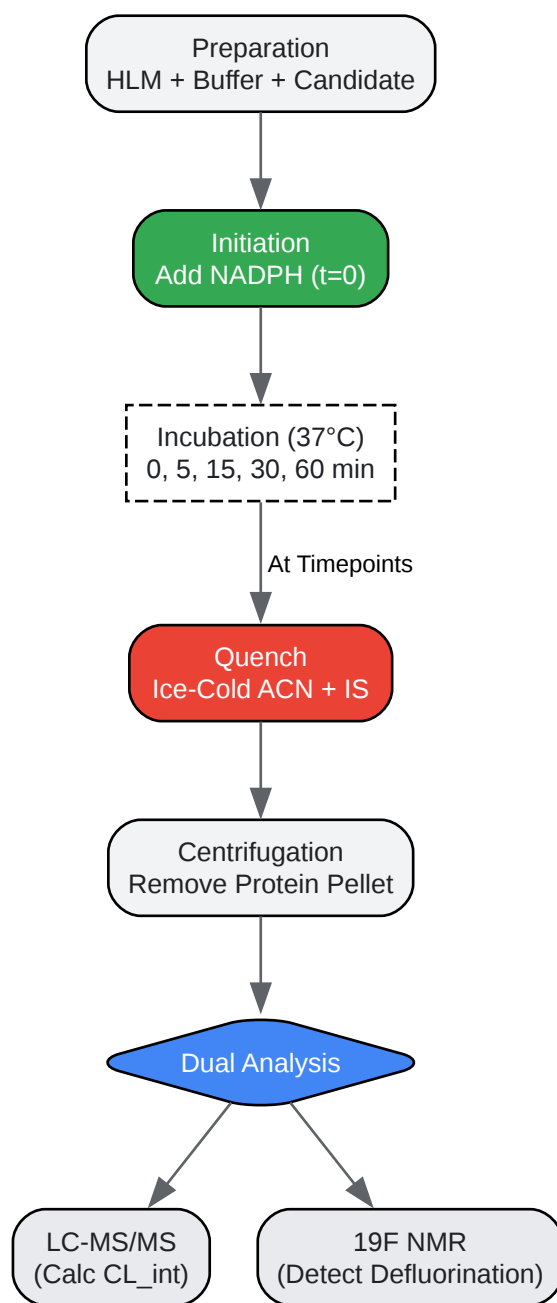 Preparation
HLM + Buffer + Candidate
Initiation
Add NADPH (t=0)
Incubation (37°C)
0, 5, 15, 30, 60 min
At Timepoints
Quench
Ice-Cold ACN + IS
Centrifugation
Remove Protein Pellet
Dual Analysis
LC-MS/MS
(Calc CL_int)
19F NMR
(Detect Defluorination)